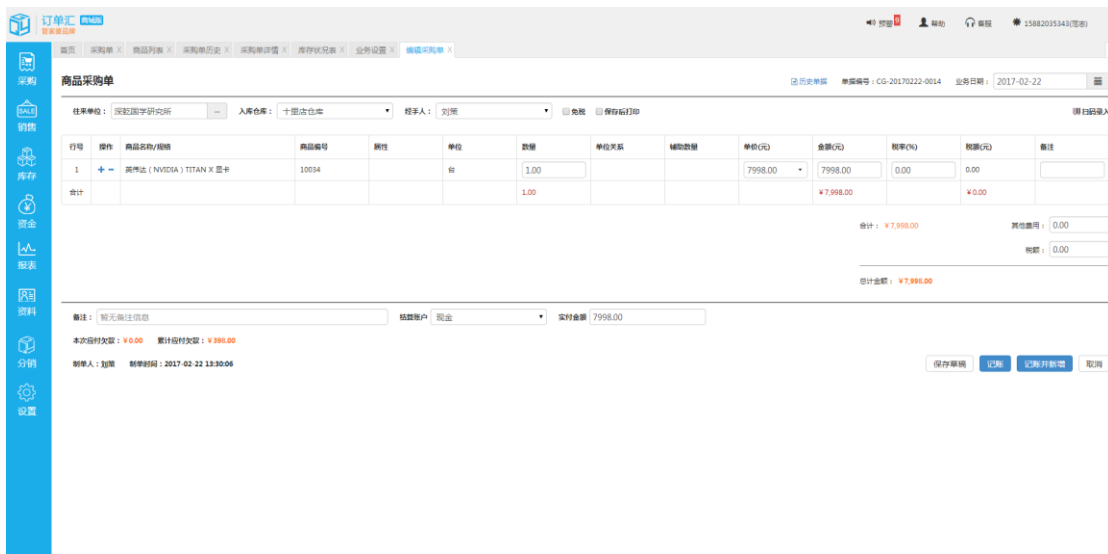 订单汇 商城版
管家婆品牌
预警 9 帮助 客服 15882035343(范志)
首页 采购单 X 商品列表 X 采购单历史 X 采购单详情 X 库存状况表 X 业务设置 X 编辑采购单 X
采购
SALE
销售
库存
资金
报表
资料
分销
设置
商品采购单
历史单据 单据编号：CG-20170222-0014 业务日期： 2017-02-22
往来单位： 深乾国学研究所 ... 入库仓库： 十里店仓库 经手人： 刘策 免税 保存后打印 扫码录入
行号 操作 商品名称/规格 商品编号 属性 单位 数量 单位关系 辅助数量 单价(元) 金额(元) 税率(%) 税额(元) 备注
1 + − 英伟达（NVIDIA）TITAN X 显卡 10034 台 1.00 7998.00 7998.00 0.00 0.00
合计 1.00 ¥7,998.00 ¥0.00
合计： ¥7,998.00 其他费用： 0.00
税额： 0.00
总计金额： ¥7,998.00
备注： 暂无备注信息 结算账户 现金 实付金额 7998.00
本次应付欠款：¥0.00 累计应付欠款：¥398.00
制单人：刘策 制单时间：2017-02-22 13:30:06
保存草稿 记账 记账并新增 取消